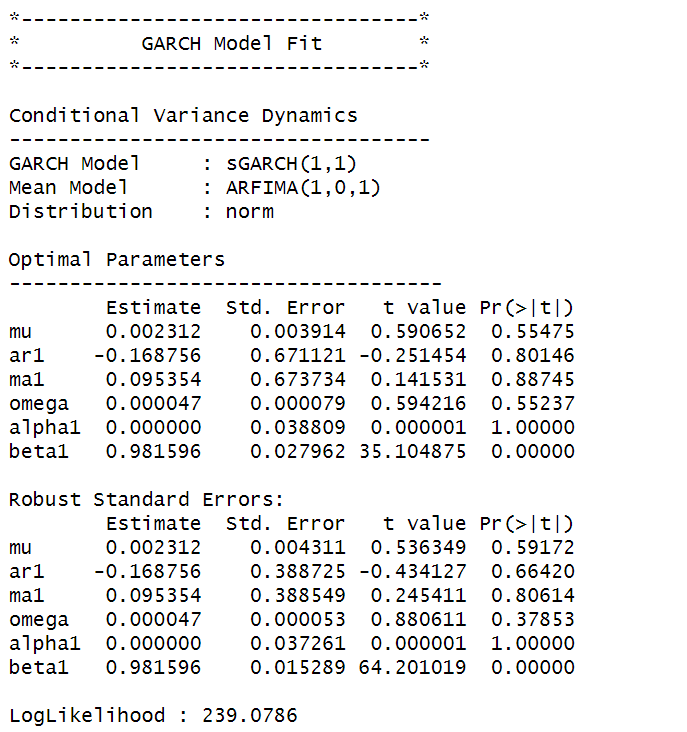 *---------------------------------*
*          GARCH Model Fit        *
*---------------------------------*
Conditional Variance Dynamics
-----------------------------------
GARCH Model     : sGARCH(1,1)
Mean Model      : ARFIMA(1,0,1)
Distribution    : norm
Optimal Parameters
------------------------------------
        Estimate  Std. Error   t value Pr(>|t|)
mu      0.002312    0.003914  0.590652  0.55475
ar1    -0.168756    0.671121 -0.251454  0.80146
ma1     0.095354    0.673734  0.141531  0.88745
omega   0.000047    0.000079  0.594216  0.55237
alpha1  0.000000    0.038809  0.000001  1.00000
beta1   0.981596    0.027962 35.104875  0.00000
Robust Standard Errors:
        Estimate  Std. Error   t value Pr(>|t|)
mu      0.002312    0.004311  0.536349  0.59172
ar1    -0.168756    0.388725 -0.434127  0.66420
ma1     0.095354    0.388549  0.245411  0.80614
omega   0.000047    0.000053  0.880611  0.37853
alpha1  0.000000    0.037261  0.000001  1.00000
beta1   0.981596    0.015289 64.201019  0.00000
LogLikelihood : 239.0786